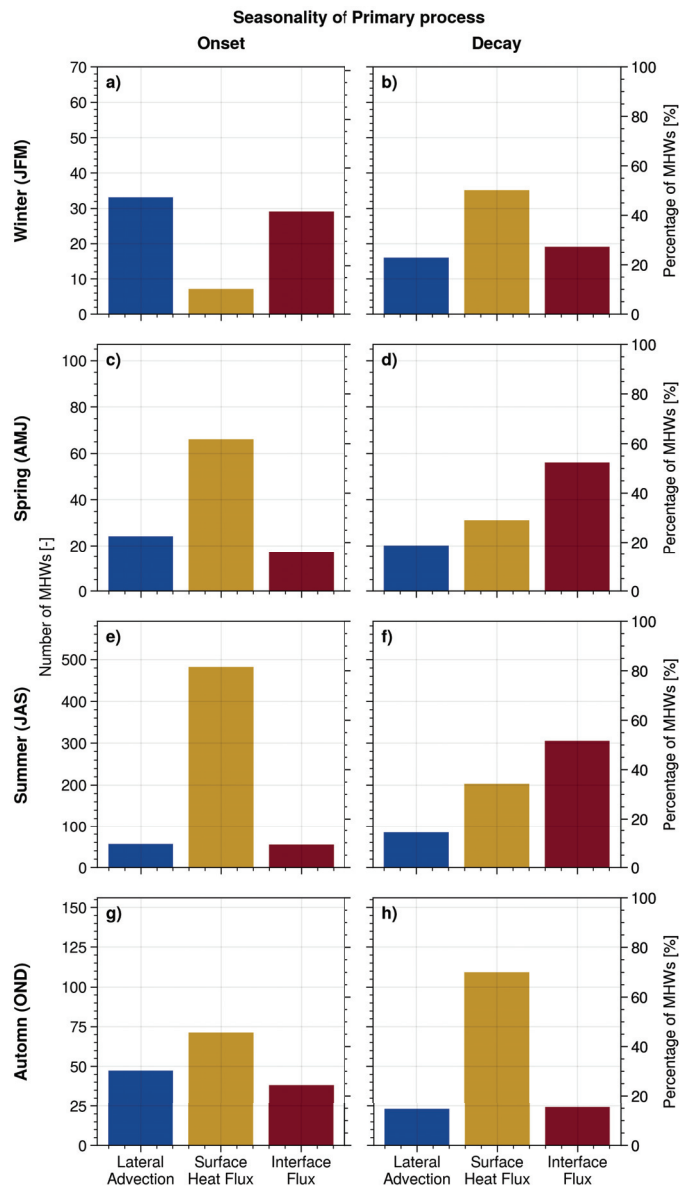 Seasonality of Primary process
Onset
Decay
Winter (JFM)
a)
70
60
50
40
30
20
10
0
b)
100
80
60
40
20
0
Percentage of MHWs [%]
Spring (AMJ)
Number of MHWs [-]
c)
100
80
60
40
20
0
d)
100
80
60
40
20
0
Percentage of MHWs [%]
Summer (JAS)
e)
500
400
300
200
100
0
f)
100
80
60
40
20
0
Percentage of MHWs [%]
Automn (OND)
g)
150
125
100
75
50
25
0
h)
100
80
60
40
20
0
Percentage of MHWs [%]
Lateral
Advection
Surface
Heat Flux
Interface
Flux
Lateral
Advection
Surface
Heat Flux
Interface
Flux